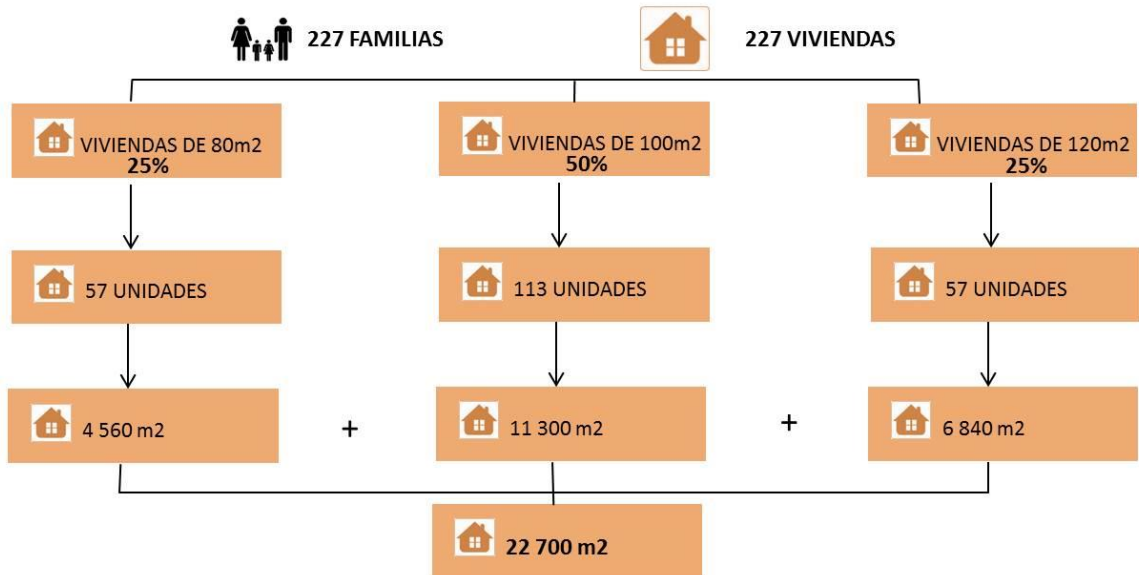 227 FAMILIAS
227 VIVIENDAS
VIVIENDAS DE 80m2
25%
VIVIENDAS DE 100m2
50%
VIVIENDAS DE 120m2
25%
57 UNIDADES
113 UNIDADES
57 UNIDADES
4 560 m2
+
11 300 m2
+
6 840 m2
22 700 m2